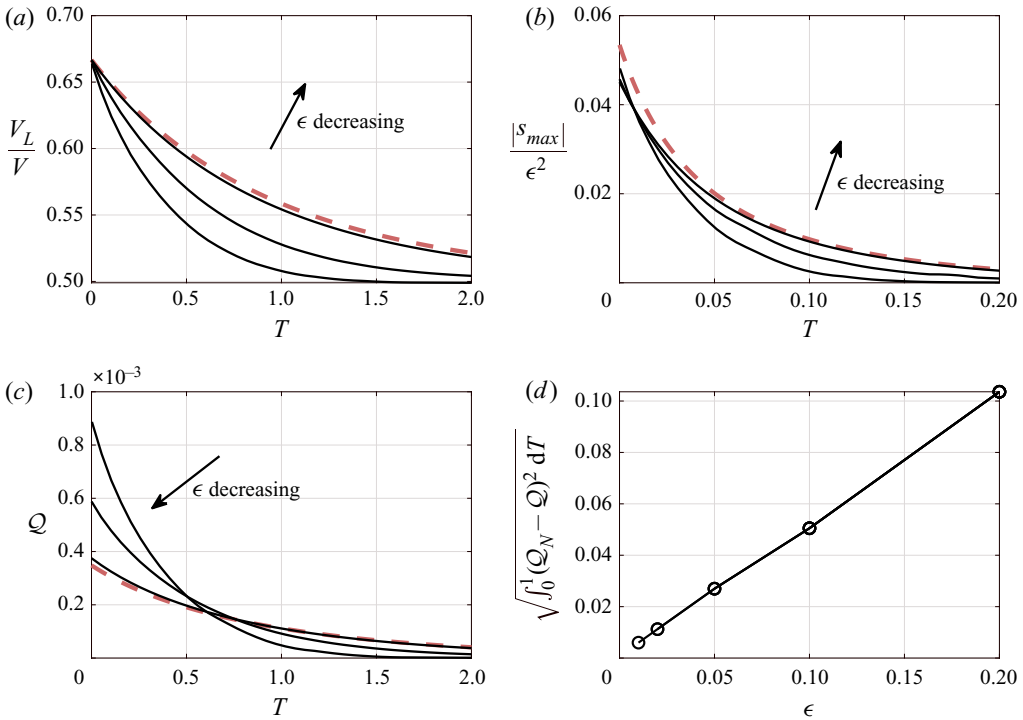 (a)
0.70
0.65
0.60
0.55
0.50
V_L
V
ϵ decreasing
0
0.5
1.0
1.5
2.0
T
(b)
0.06
0.04
0.02
|s_max|
ϵ²
ϵ decreasing
0
0.05
0.10
0.15
0.20
T
(c)
×10⁻³
1.0
0.8
0.6
0.4
0.2
𝒬
ϵ decreasing
0
0.5
1.0
1.5
2.0
T
(d)
0.10
0.08
0.06
0.04
0.02
√∫₀¹(𝒬_N − 𝒬)² dT
0
0.05
0.10
0.15
0.20
ϵ